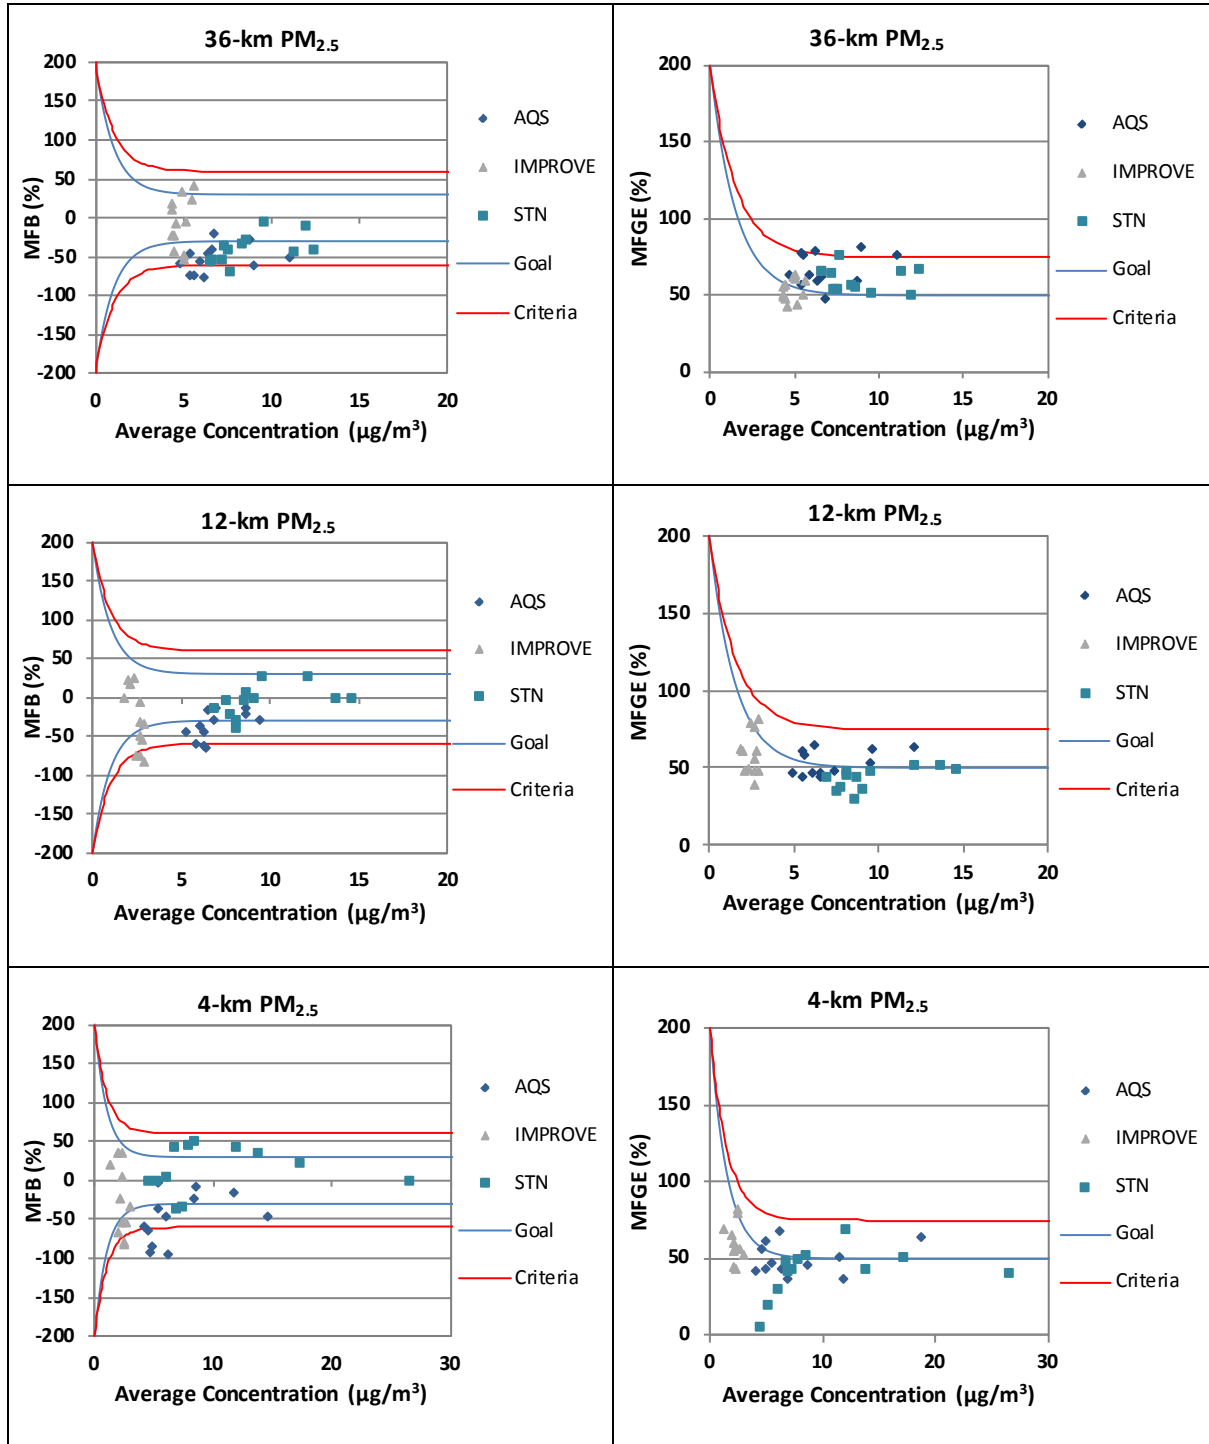 36-km PM2.5
200
150
100
50
0
-50
-100
-150
-200
MFB (%)
0 5 10 15 20
Average Concentration (µg/m3)
AQS
IMPROVE
STN
Goal
Criteria
36-km PM2.5
200
150
100
50
0
MFGE (%)
0 5 10 15 20
Average Concentration (µg/m3)
AQS
IMPROVE
STN
Goal
Criteria
12-km PM2.5
200
150
100
50
0
-50
-100
-150
-200
MFB (%)
0 5 10 15 20
Average Concentration (µg/m3)
AQS
IMPROVE
STN
Goal
Criteria
12-km PM2.5
200
150
100
50
0
MFGE (%)
0 5 10 15 20
Average Concentration (µg/m3)
AQS
IMPROVE
STN
Goal
Criteria
4-km PM2.5
200
150
100
50
0
-50
-100
-150
-200
MFB (%)
0 10 20 30
Average Concentration (µg/m3)
AQS
IMPROVE
STN
Goal
Criteria
4-km PM2.5
200
150
100
50
0
MFGE (%)
0 10 20 30
Average Concentration (µg/m3)
AQS
IMPROVE
STN
Goal
Criteria